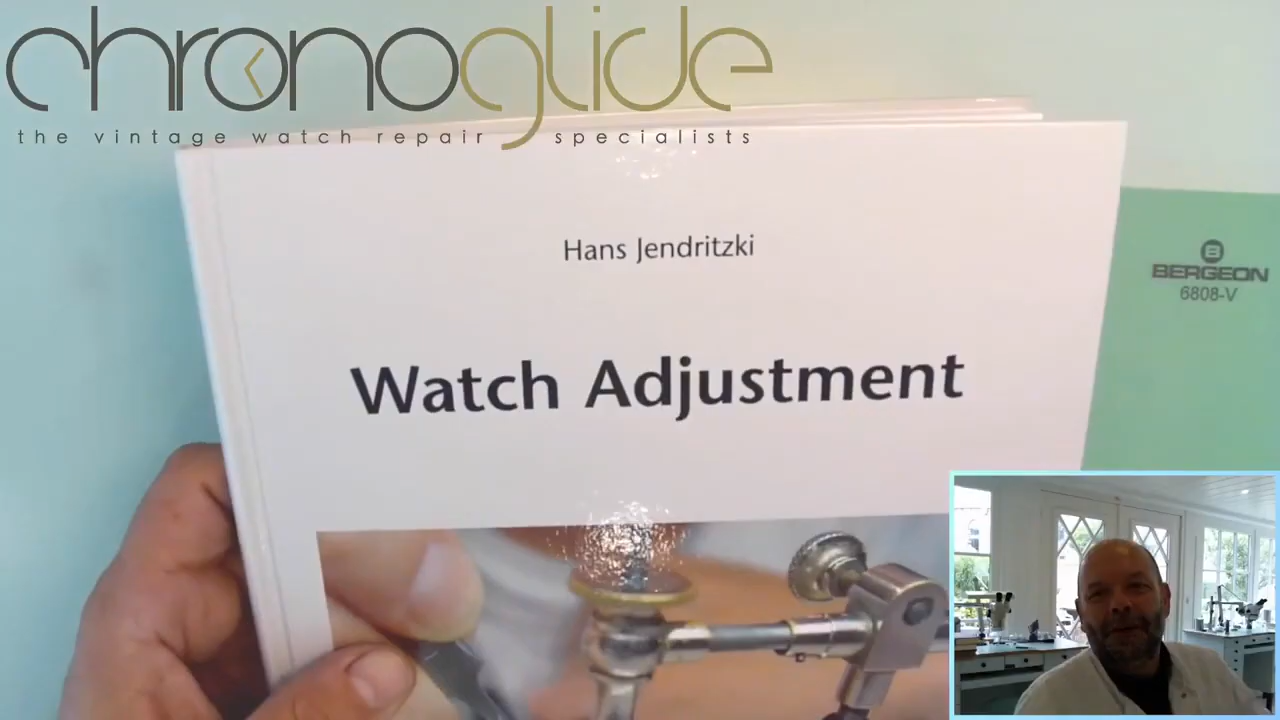 chronoglide
the vintage watch repair specialists
Hans Jendritzki
Watch Adjustment
B
BERGEON
6808-V